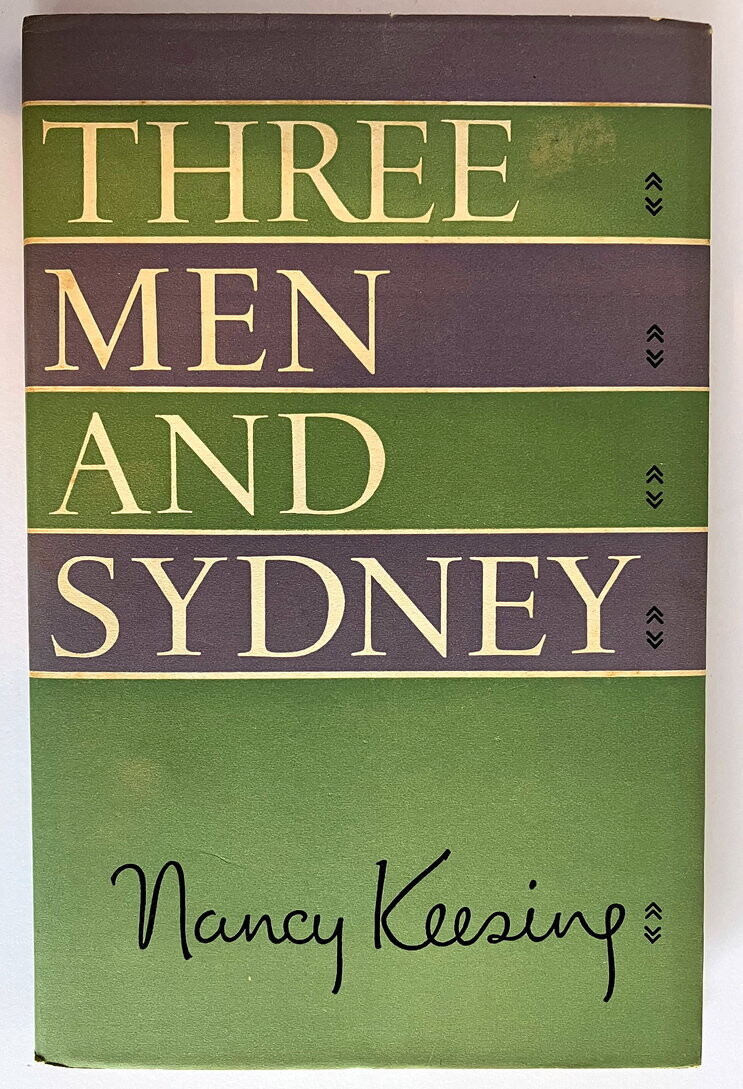 THREE
MEN
AND
SYDNEY
Nancy Keesing